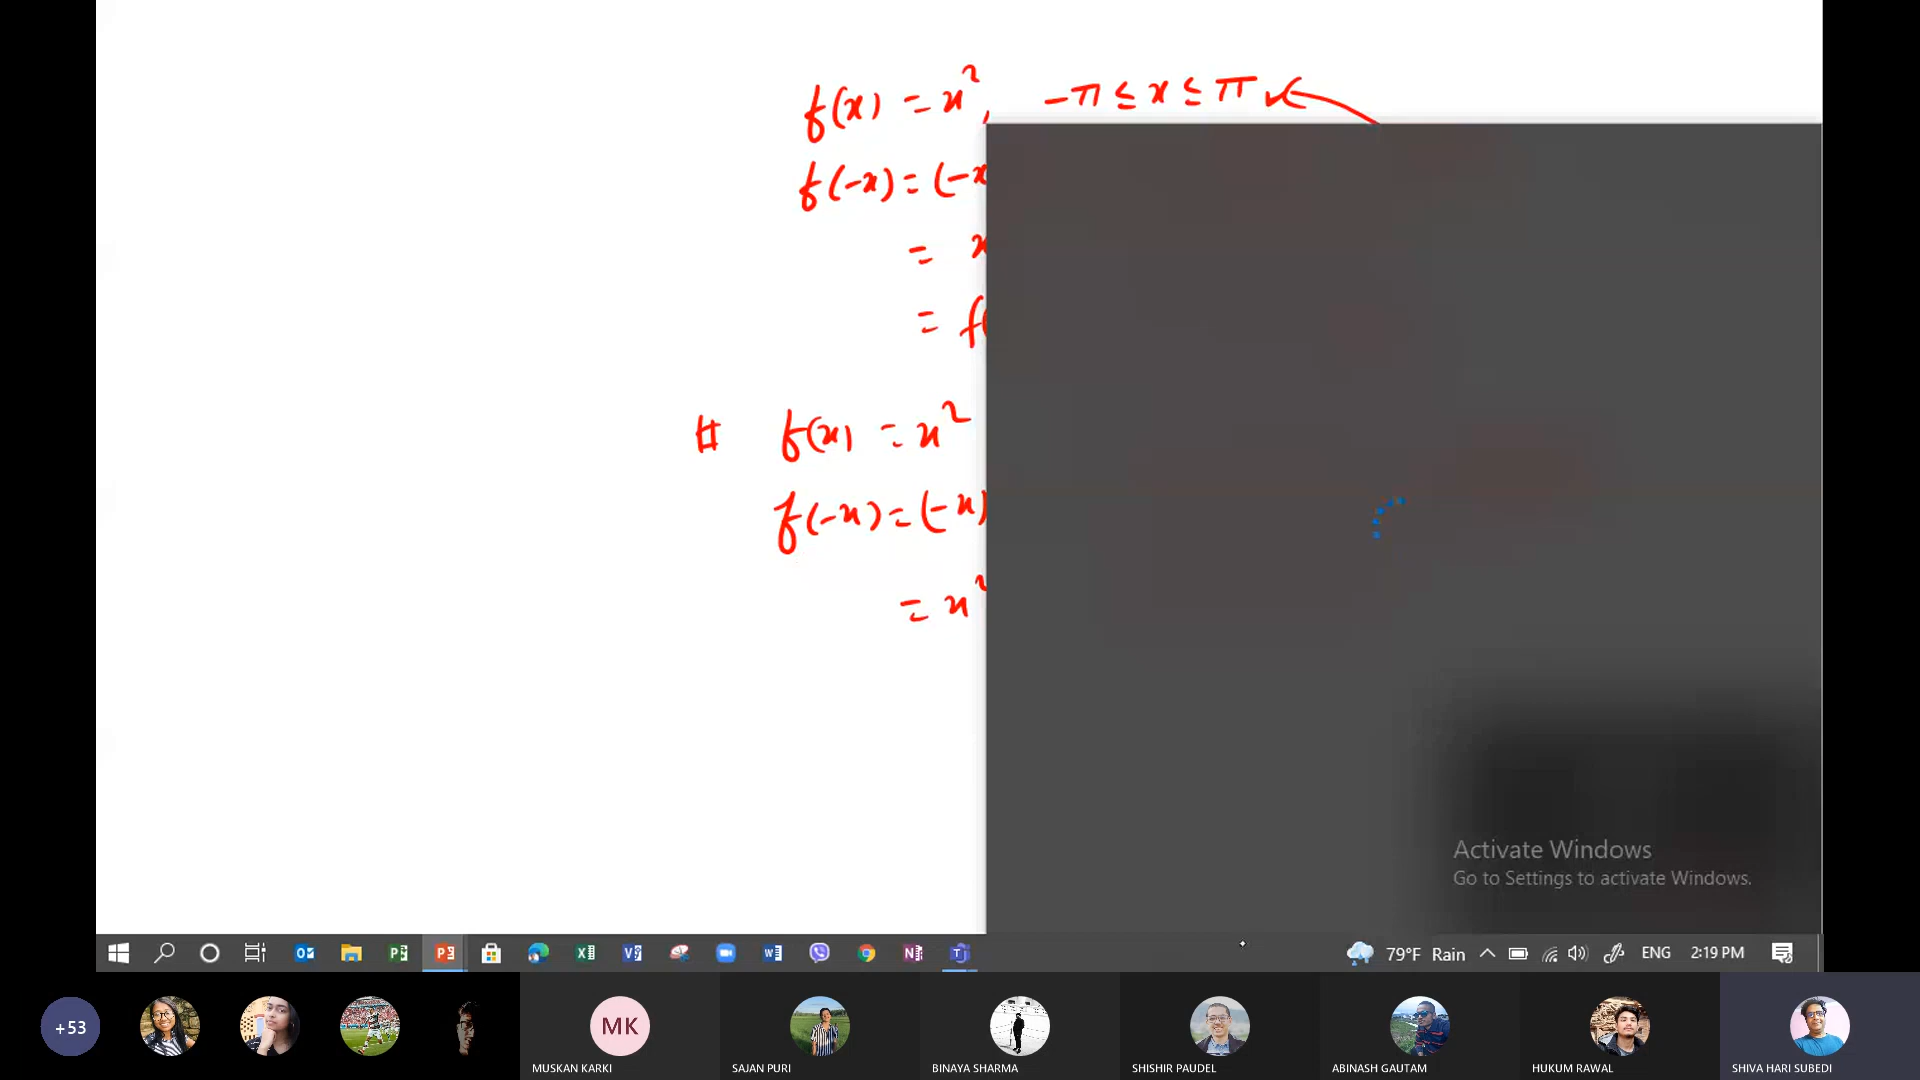 f(x) = x², -π ≤ x ≤ π
f(-x) = (-x
= x
= f(
# f(x) = x²
f(-x) = (-x)
= x²
Activate Windows
Go to Settings to activate Windows.
79°F Rain ENG 2:19 PM
+53
MK
MUSKAN KARKI
SAJAN PURI
BINAYA SHARMA
SHISHIR PAUDEL
ABINASH GAUTAM
HUKUM RAWAL
SHIVA HARI SUBEDI